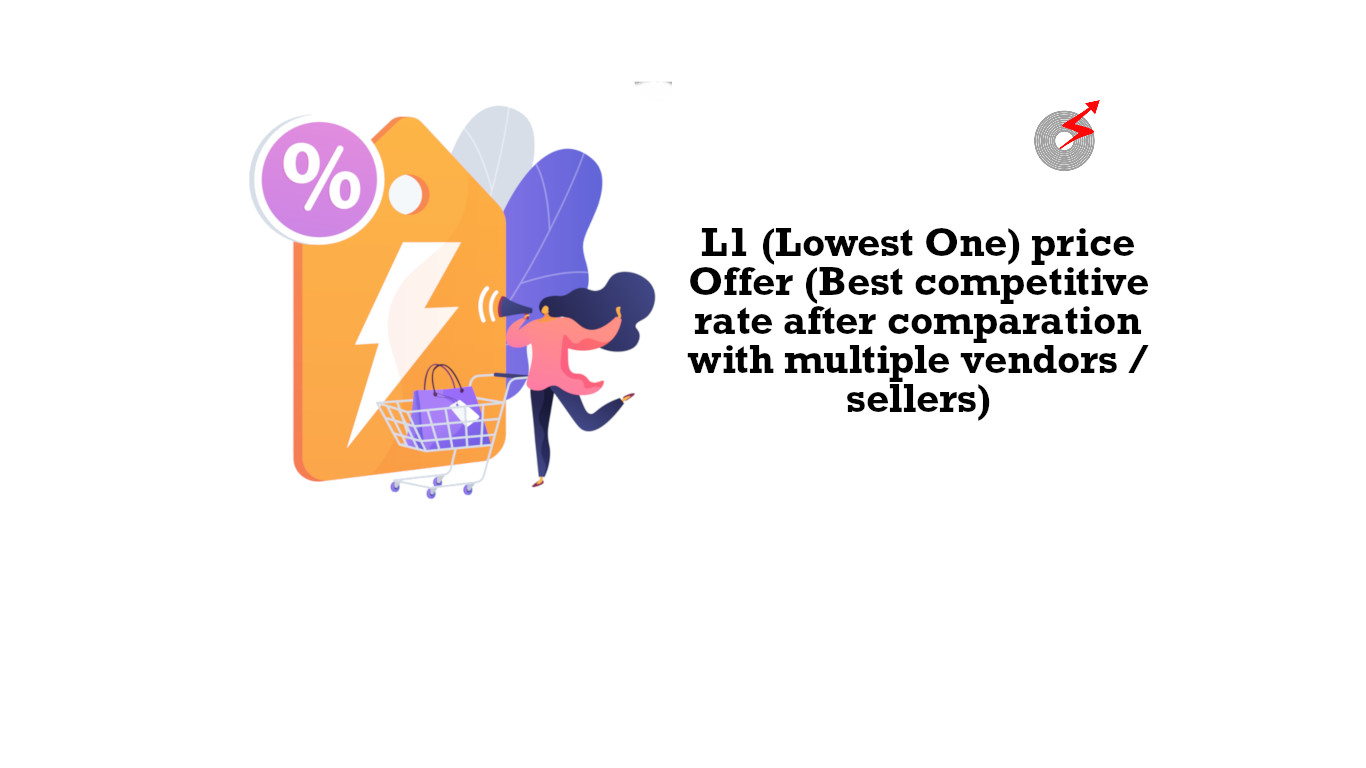 %
L1 (Lowest One) price
Offer (Best competitive
rate after comparation
with multiple vendors /
sellers)